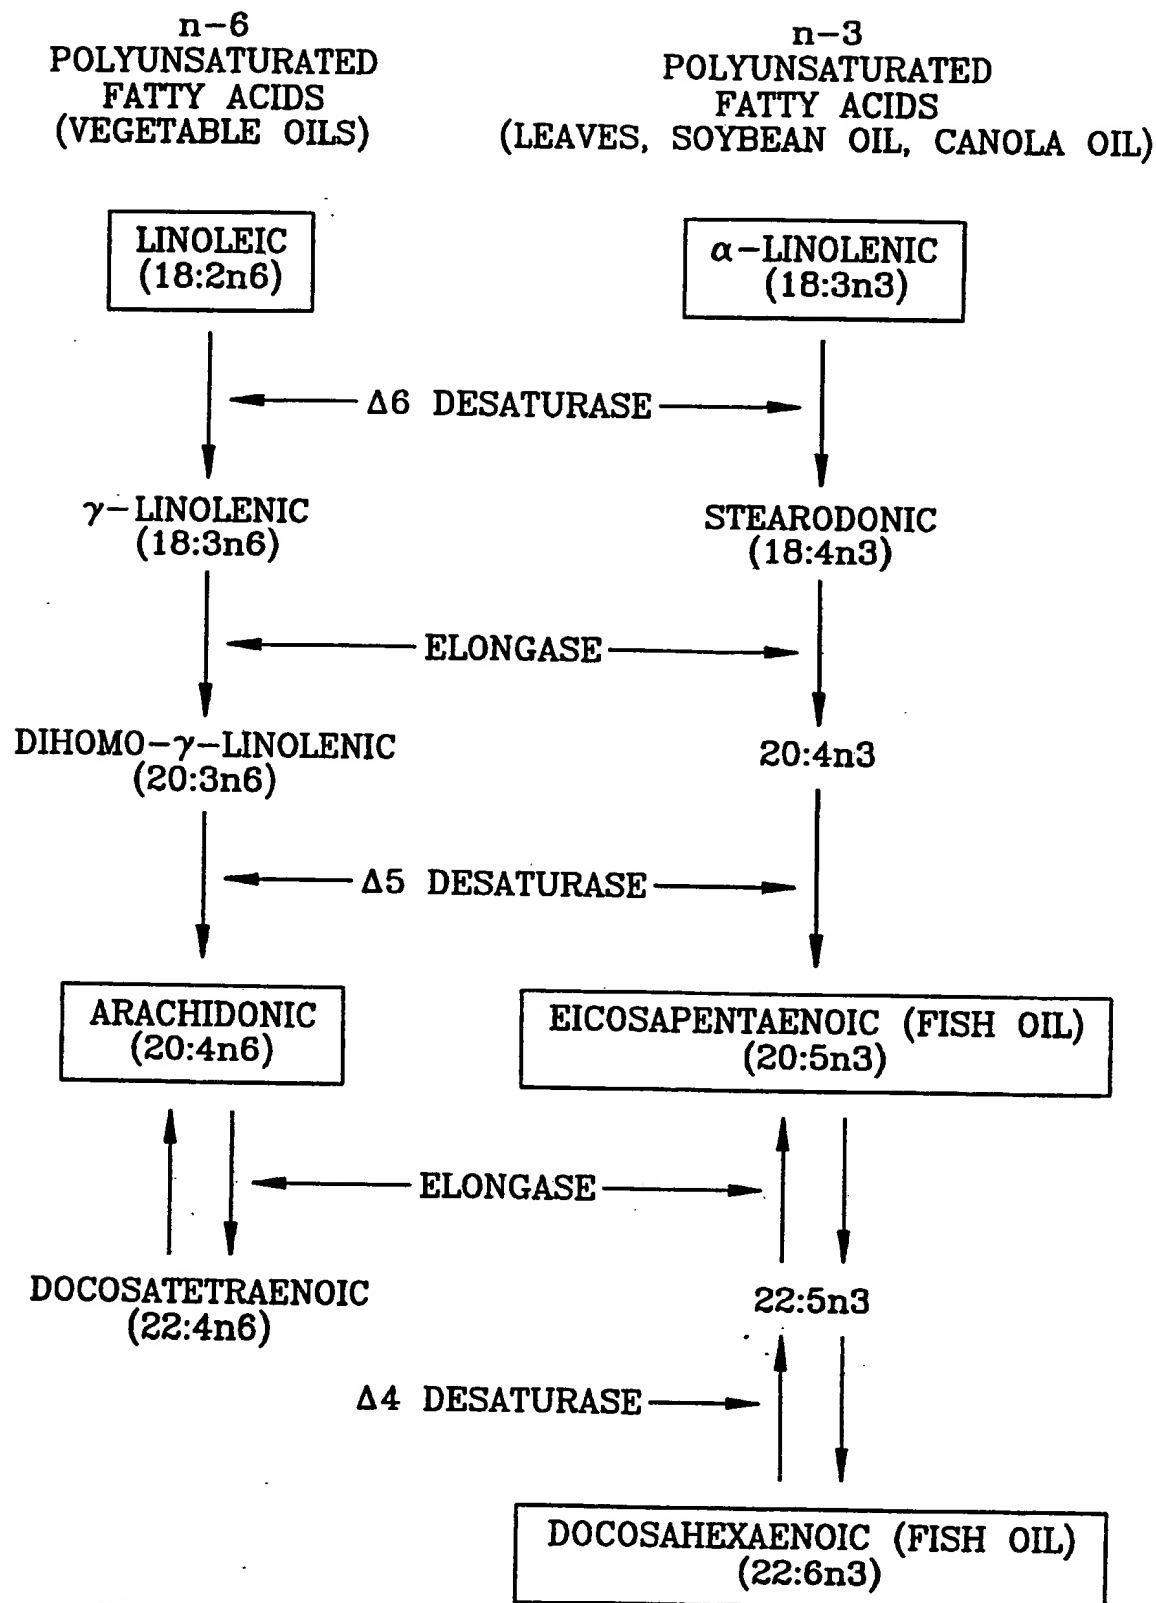 n-6
POLYUNSATURATED
FATTY ACIDS
(VEGETABLE OILS)
n-3
POLYUNSATURATED
FATTY ACIDS
(LEAVES, SOYBEAN OIL, CANOLA OIL)
LINOLEIC
(18:2n6)
α-LINOLENIC
(18:3n3)
Δ6 DESATURASE
γ-LINOLENIC
(18:3n6)
STEARODONIC
(18:4n3)
ELONGASE
DIHOMO-γ-LINOLENIC
(20:3n6)
20:4n3
Δ5 DESATURASE
ARACHIDONIC
(20:4n6)
EICOSAPENTAENOIC (FISH OIL)
(20:5n3)
ELONGASE
DOCOSATETRAENOIC
(22:4n6)
22:5n3
Δ4 DESATURASE
DOCOSAHEXAENOIC (FISH OIL)
(22:6n3)